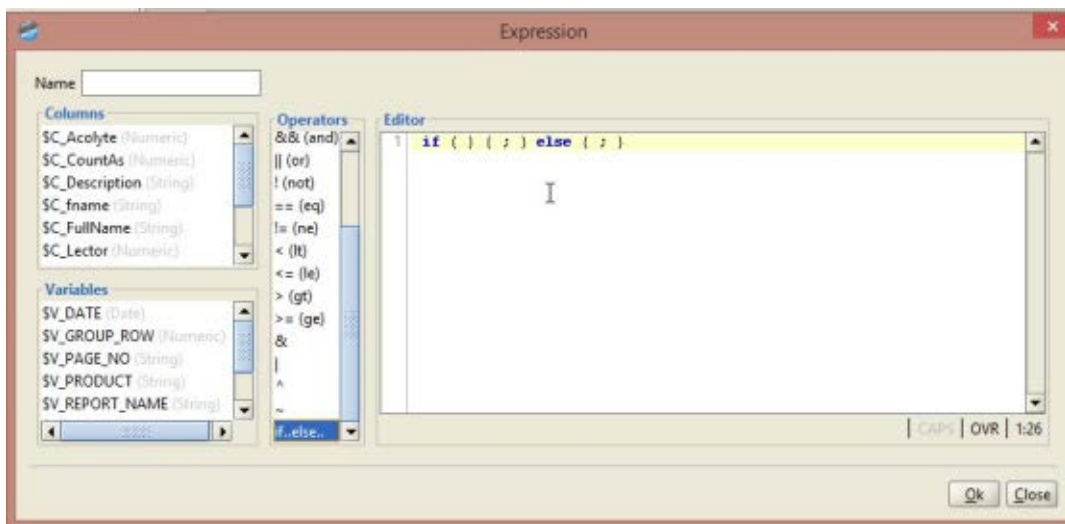 Expression
Name
Columns
$C_Acolyte (Numeric)
$C_CountAs (Numeric)
$C_Description (String)
$C_fname (String)
$C_FullName (String)
$C_Lector (Numeric)
Variables
$V_DATE (Date)
$V_GROUP_ROW (Numeric)
$V_PAGE_NO (String)
$V_PRODUCT (String)
$V_REPORT_NAME (String)
Operators
&& (and)
|| (or)
! (not)
== (eq)
!= (ne)
< (lt)
<= (le)
> (gt)
>= (ge)
&
|
^
~
if..else..
Editor
1 if ( ) { ; } else { ; }
CAPS OVR 1:26
Ok Close